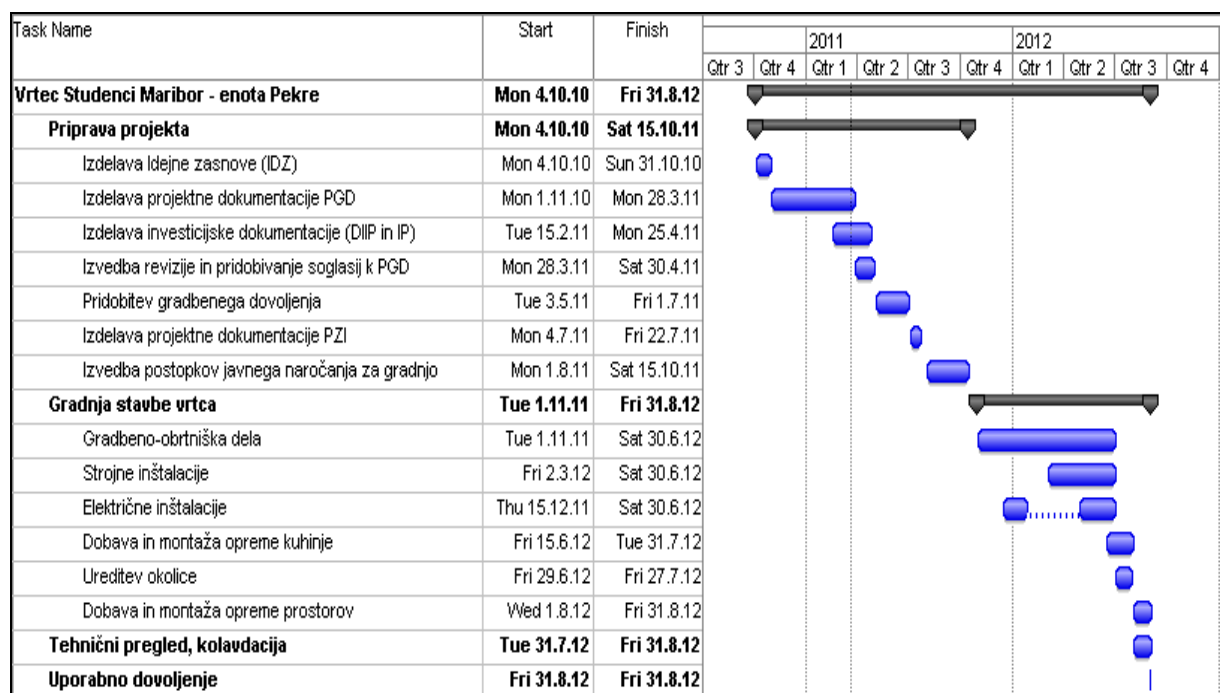 Task Name Start Finish
2011 2012
Qtr 3 Qtr 4 Qtr 1 Qtr 2 Qtr 3 Qtr 4 Qtr 1 Qtr 2 Qtr 3 Qtr 4
Vrtec Studenci Maribor - enota Pekre Mon 4.10.10 Fri 31.8.12
Priprava projekta Mon 4.10.10 Sat 15.10.11
Izdelava Idejne zasnove (IDZ) Mon 4.10.10 Sun 31.10.10
Izdelava projektne dokumentacije PGD Mon 1.11.10 Mon 28.3.11
Izdelava investicijske dokumentacije (DIIP in IP) Tue 15.2.11 Mon 25.4.11
Izvedba revizije in pridobivanje soglasij k PGD Mon 28.3.11 Sat 30.4.11
Pridobitev gradbenega dovoljenja Tue 3.5.11 Fri 1.7.11
Izdelava projektne dokumentacije PZI Mon 4.7.11 Fri 22.7.11
Izvedba postopkov javnega naročanja za gradnjo Mon 1.8.11 Sat 15.10.11
Gradnja stavbe vrtca Tue 1.11.11 Fri 31.8.12
Gradbeno-obrtniška dela Tue 1.11.11 Sat 30.6.12
Strojne inštalacije Fri 2.3.12 Sat 30.6.12
Električne inštalacije Thu 15.12.11 Sat 30.6.12
Dobava in montaža opreme kuhinje Fri 15.6.12 Tue 31.7.12
Ureditev okolice Fri 29.6.12 Fri 27.7.12
Dobava in montaža opreme prostorov Wed 1.8.12 Fri 31.8.12
Tehnični pregled, kolavdacija Tue 31.7.12 Fri 31.8.12
Uporabno dovoljenje Fri 31.8.12 Fri 31.8.12